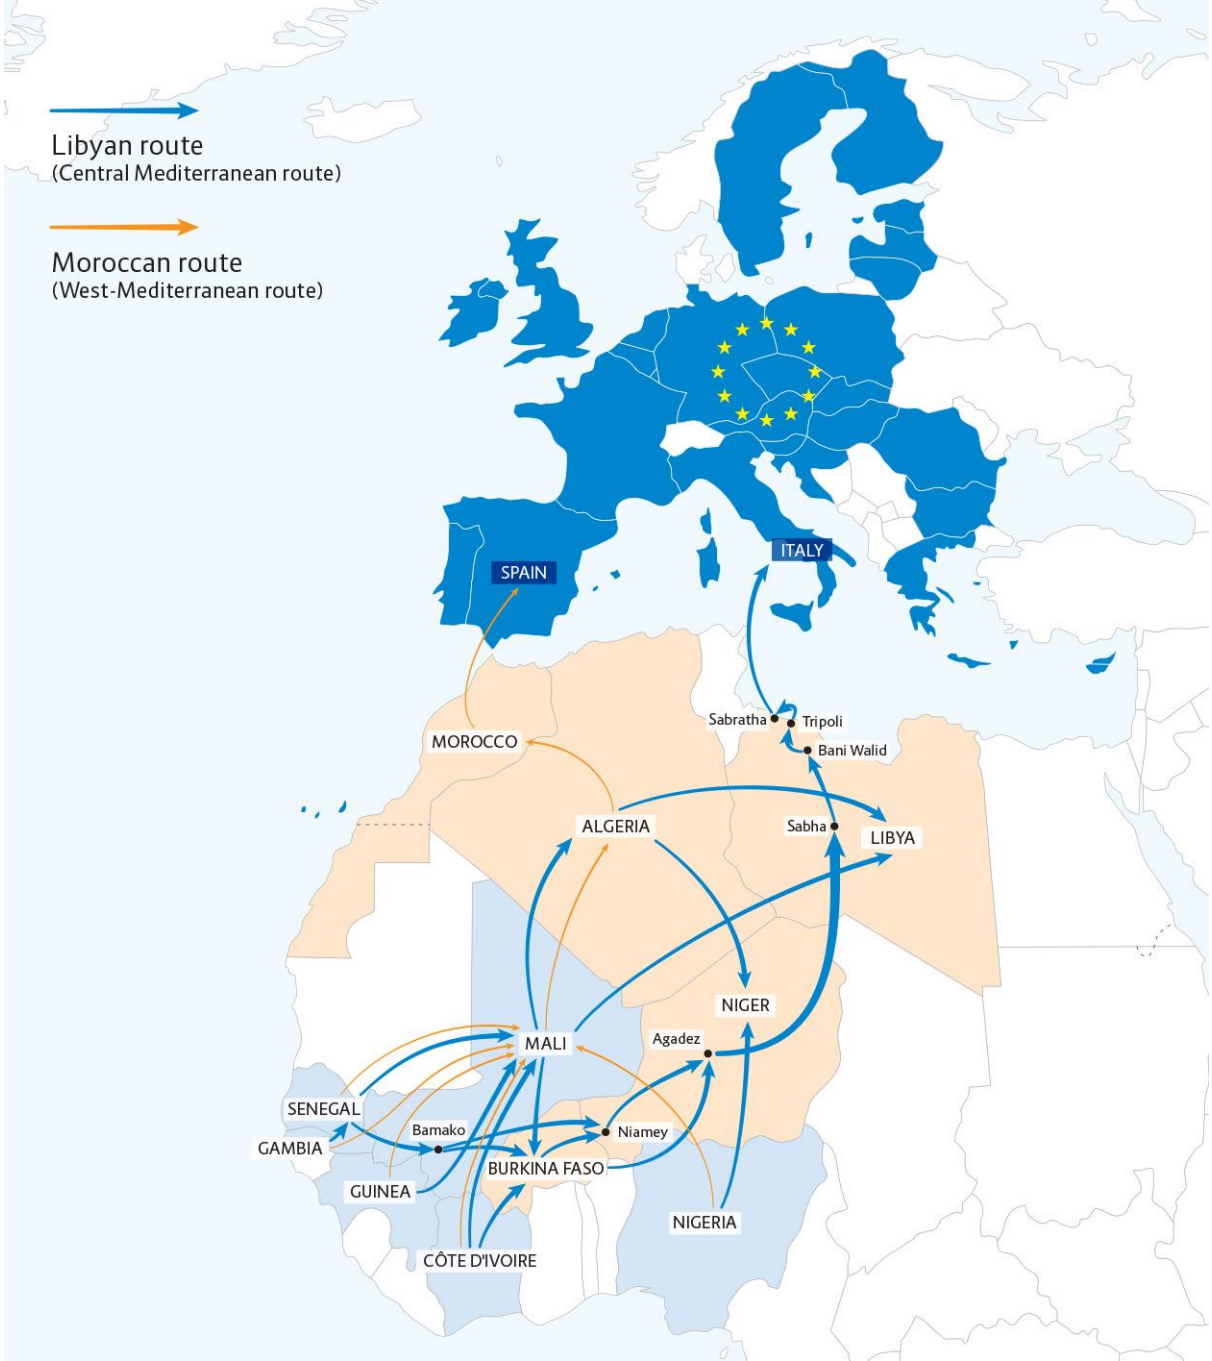 Libyan route
(Central Mediterranean route)
Moroccan route
(West-Mediterranean route)
ITALY
SPAIN
Sabratha
Tripoli
MOROCCO
Bani Walid
ALGERIA
Sabha
LIBYA
NIGER
Agadez
MALI
SENEGAL
Bamako
Niamey
GAMBIA
BURKINA FASO
GUINEA
NIGERIA
CÔTE D'IVOIRE